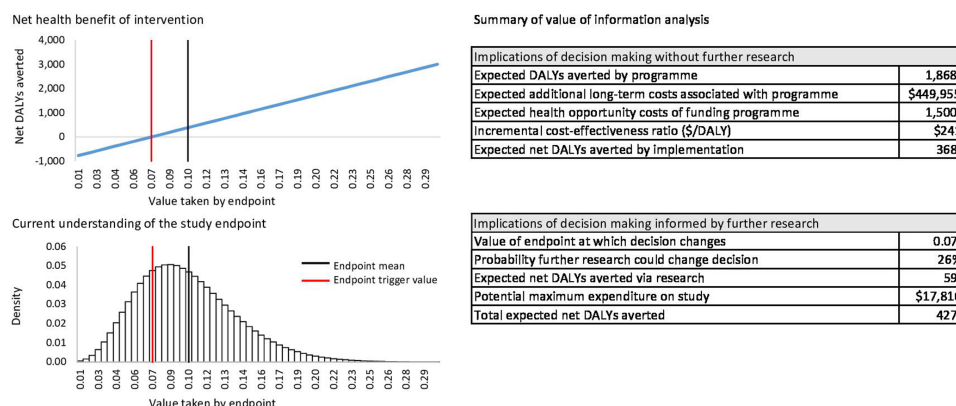 Net health benefit of intervention
Net DALYs averted
4,000
3,000
2,000
1,000
0
-1,000
0.01 0.03 0.04 0.06 0.07 0.09 0.10 0.12 0.13 0.14 0.16 0.17 0.19 0.20 0.22 0.23 0.25 0.26 0.28 0.29
Value taken by endpoint
Current understanding of the study endpoint
Density
0.06
0.05
0.04
0.03
0.02
0.01
0.00
Endpoint mean
Endpoint trigger value
0.01 0.03 0.04 0.06 0.07 0.09 0.10 0.12 0.13 0.14 0.16 0.17 0.19 0.20 0.22 0.23 0.25 0.26 0.28 0.29
Value taken by endpoint
Summary of value of information analysis
Implications of decision making without further research
Expected DALYs averted by programme 1,868
Expected additional long-term costs associated with programme
Expected health opportunity costs of funding programme 1,500
Incremental cost-effectiveness ratio ($/DALY)
Expected net DALYs averted by implementation 368
Implications of decision making informed by further research
Value of endpoint at which decision changes 0.07
Probability further research could change decision 26%
Expected net DALYs averted via research 59
Potential maximum expenditure on study
Total expected net DALYs averted 427